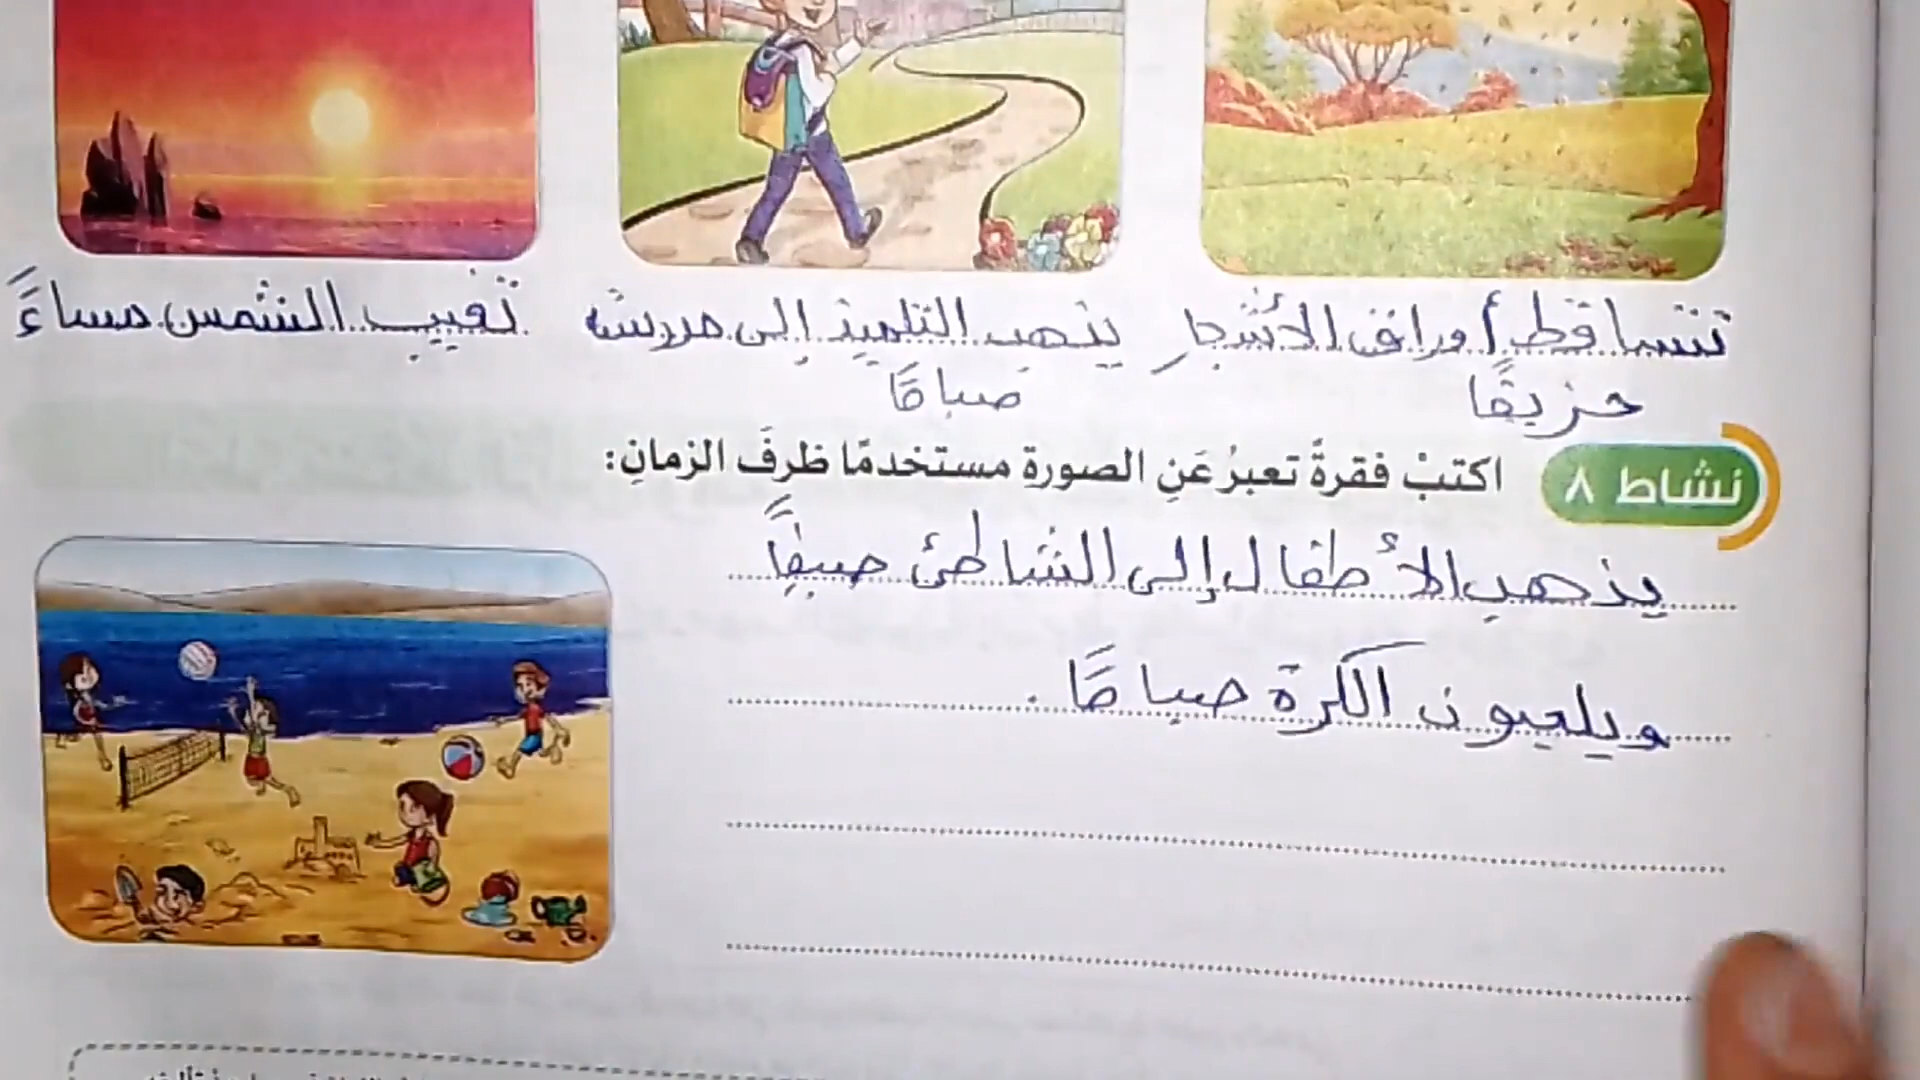 تتساقط أوراق الأشجارِ
خريفًا
يذهب التلميذ إلى مدرسته
صباحًا
تغيب الشمس مساءً
نشاط ٨
اكتبْ فقرةً تعبرُ عَنِ الصورةِ مستخدمًا ظرفَ الزمانِ:
يذهب الأطفال إلى الشاطئ صيفًا
ويلعبون الكرة صباحًا .